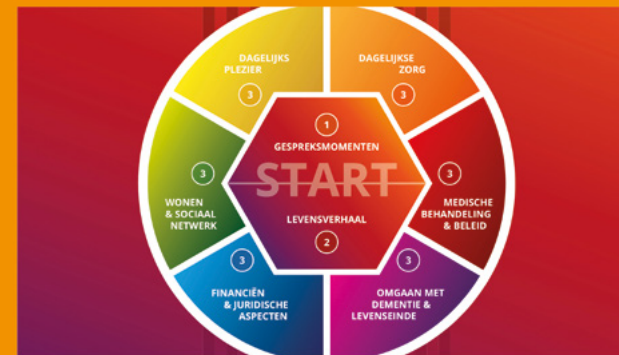 DAGELIJKS
PLEZIER
3
DAGELIJKSE
ZORG
3
1
GESPREKSMOMENTEN
START
LEVENSVERHAAL
2
3
WONEN
& SOCIAAL
NETWERK
3
MEDISCHE
BEHANDELING
& BELEID
3
FINANCIËN
& JURIDISCHE
ASPECTEN
3
OMGAAN MET
DEMENTIE &
LEVENSEINDE